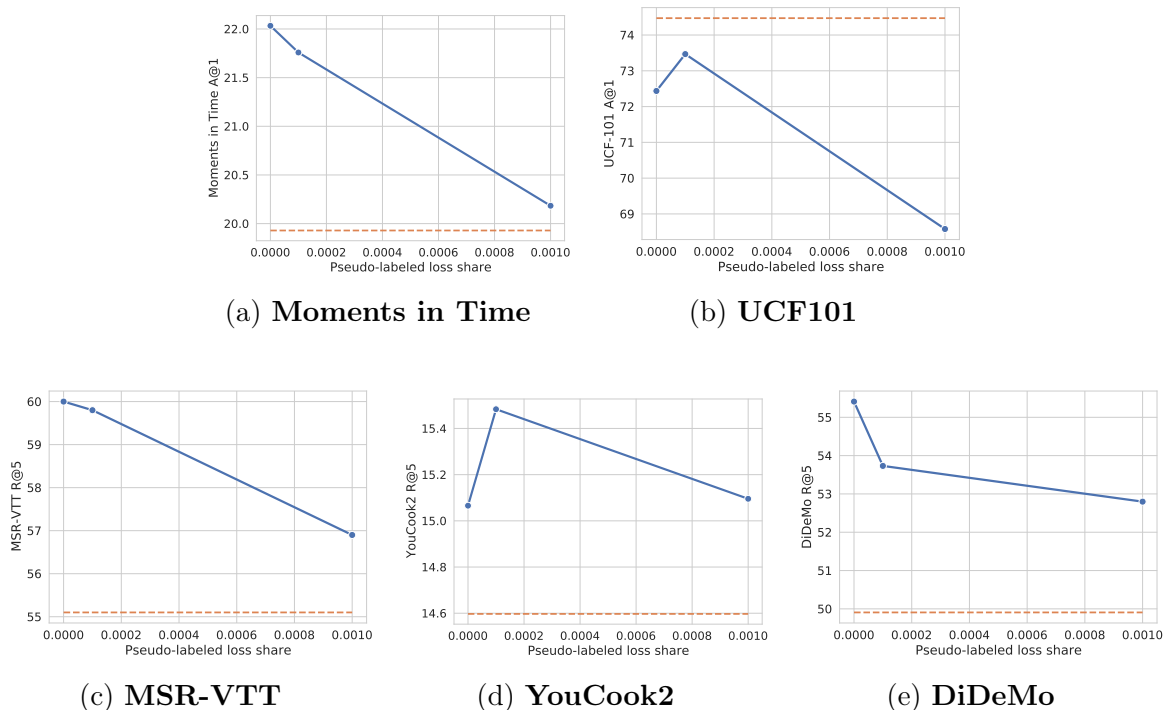 22.0
21.5
21.0
20.5
20.0
Moments in Time A@1
0.0000 0.0002 0.0004 0.0006 0.0008 0.0010
Pseudo-labeled loss share
(a) Moments in Time
74
73
72
71
70
69
UCF-101 A@1
0.0000 0.0002 0.0004 0.0006 0.0008 0.0010
Pseudo-labeled loss share
(b) UCF101
60
59
58
57
56
55
MSR-VTT R@5
0.0000 0.0002 0.0004 0.0006 0.0008 0.0010
Pseudo-labeled loss share
(c) MSR-VTT
15.4
15.2
15.0
14.8
14.6
YouCook2 R@5
0.0000 0.0002 0.0004 0.0006 0.0008 0.0010
Pseudo-labeled loss share
(d) YouCook2
55
54
53
52
51
50
DiDeMo R@5
0.0000 0.0002 0.0004 0.0006 0.0008 0.0010
Pseudo-labeled loss share
(e) DiDeMo